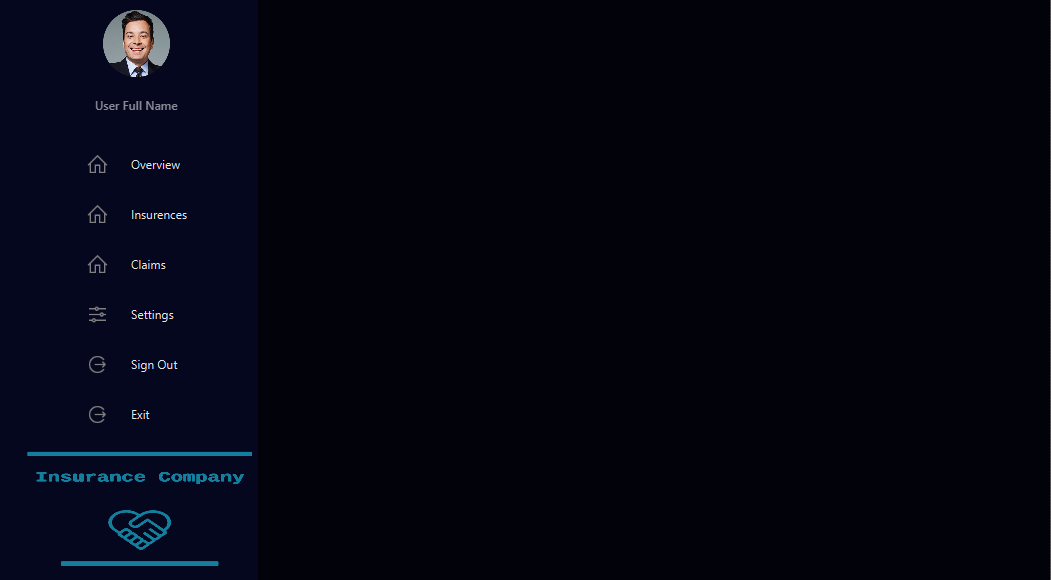 User Full Name
Overview
Insurences
Claims
Settings
Sign Out
Exit
Insurance Company